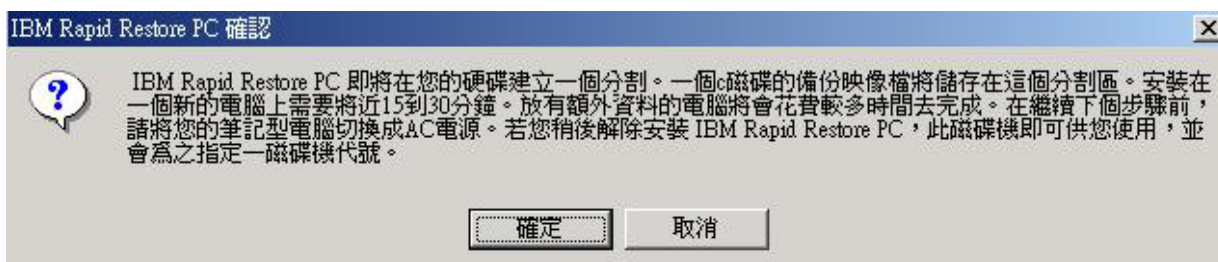 IBM Rapid Restore PC 確認
IBM Rapid Restore PC 即將在您的硬碟建立一個分割。一個c磁碟的備份映像檔將儲存在這個分割區。安裝在
一個新的電腦上需要將近15到30分鐘。放有額外資料的電腦將會花費較多時間去完成。在繼續下個步驟前，
請將您的筆記型電腦切換成AC電源。若您稍後解除安裝 IBM Rapid Restore PC，此磁碟機即可供您使用，並
會為之指定一磁碟機代號。
確定
取消